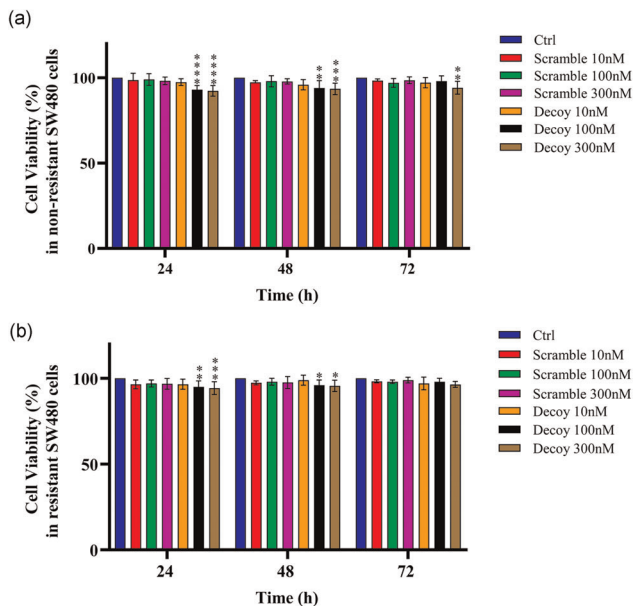 (a)
Cell Viability (%)
in non-resistant SW480 cells
100
50
0
****
****
**
***
**
24
48
72
Time (h)
Ctrl
Scramble 10nM
Scramble 100nM
Scramble 300nM
Decoy 10nM
Decoy 100nM
Decoy 300nM
(b)
Cell Viability (%)
in resistant SW480 cells
100
50
0
**
***
*
*
24
48
72
Time (h)
Ctrl
Scramble 10nM
Scramble 100nM
Scramble 300nM
Decoy 10nM
Decoy 100nM
Decoy 300nM